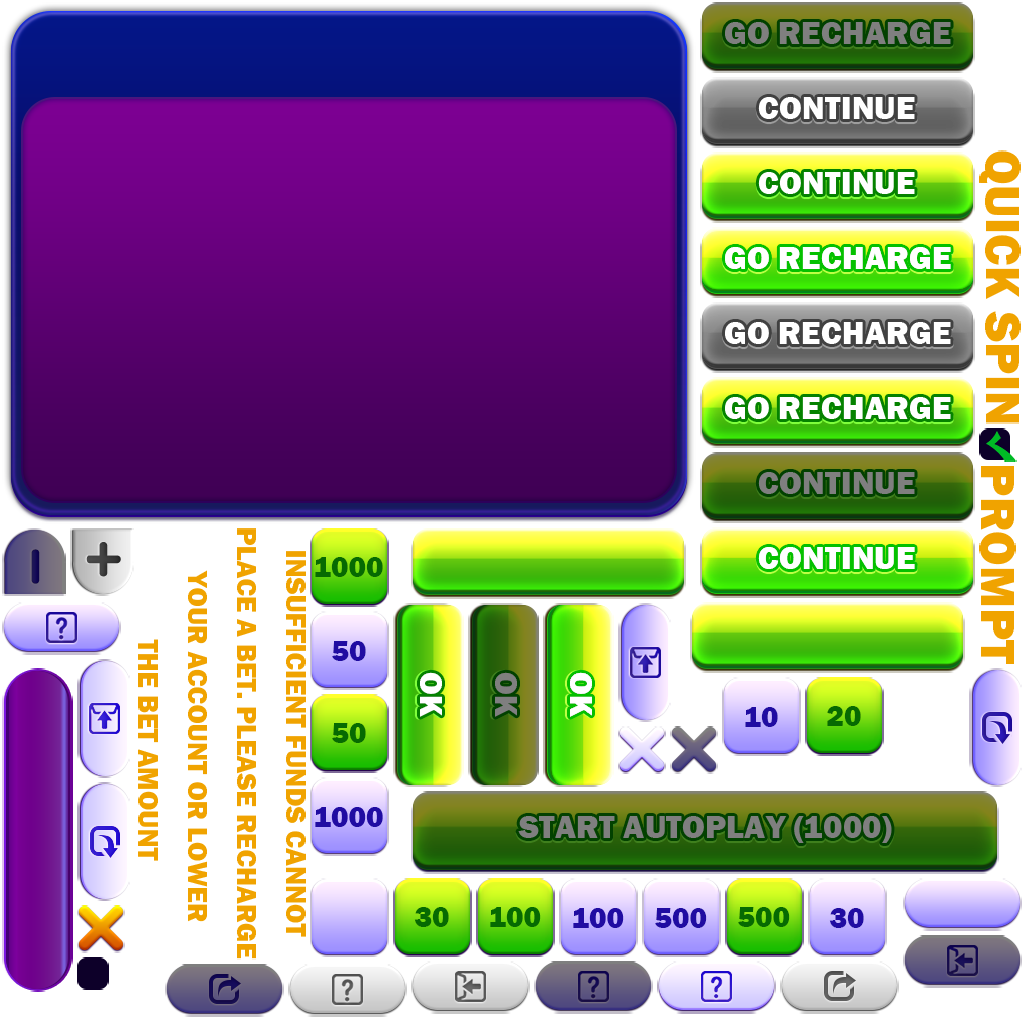 GO RECHARGE
CONTINUE
CONTINUE
GO RECHARGE
GO RECHARGE
GO RECHARGE
CONTINUE
CONTINUE
QUICK SPIN
PROMPT
INSUFFICIENT FUNDS CANNOT
PLACE A BET. PLEASE RECHARGE
YOUR ACCOUNT OR LOWER
THE BET AMOUNT
1000
50
50
1000
OK
OK
OK
10
20
START AUTOPLAY (1000)
30
100
100
500
500
30
?
?
?
?